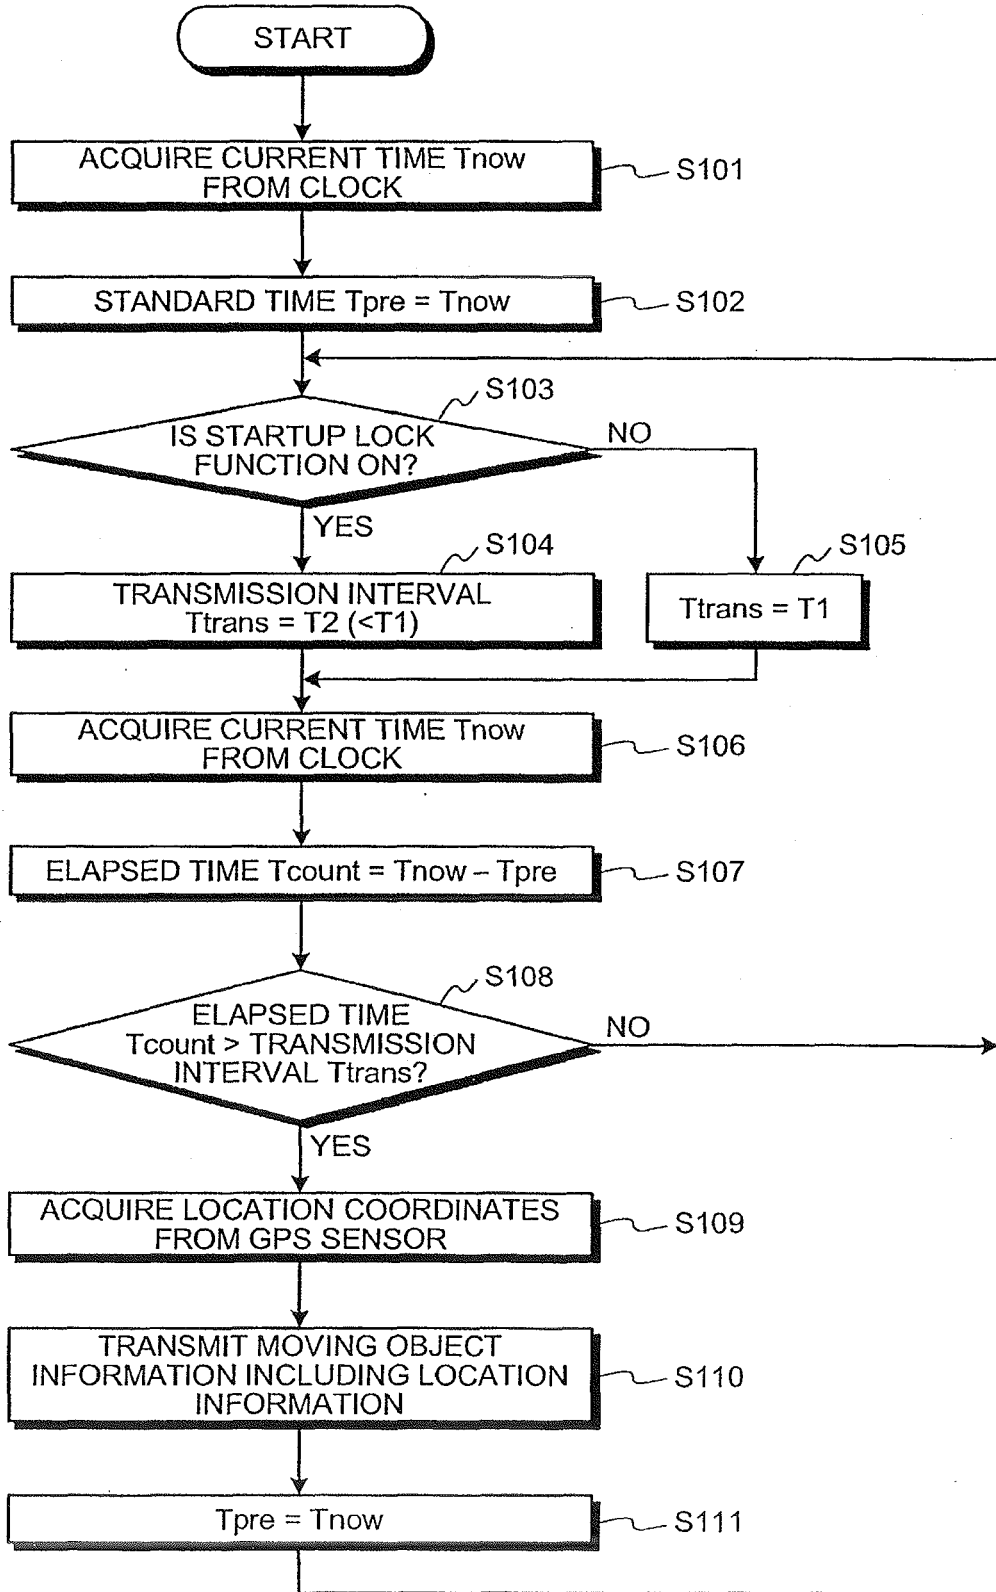 START
ACQUIRE CURRENT TIME Tnow
FROM CLOCK
S101
STANDARD TIME Tpre = Tnow
S102
S103
IS STARTUP LOCK
FUNCTION ON?
NO
YES
S104
TRANSMISSION INTERVAL
Ttrans = T2 (<T1)
S105
Ttrans = T1
ACQUIRE CURRENT TIME Tnow
FROM CLOCK
S106
ELAPSED TIME Tcount = Tnow – Tpre
S107
S108
ELAPSED TIME
Tcount > TRANSMISSION
INTERVAL Ttrans?
NO
YES
ACQUIRE LOCATION COORDINATES
FROM GPS SENSOR
S109
TRANSMIT MOVING OBJECT
INFORMATION INCLUDING LOCATION
INFORMATION
S110
Tpre = Tnow
S111